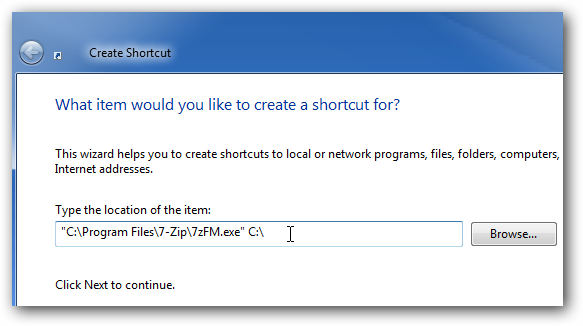 Create Shortcut
What item would you like to create a shortcut for?
This wizard helps you to create shortcuts to local or network programs, files, folders, computers,
Internet addresses.
Type the location of the item:
"C:\Program Files\7-Zip\7zFM.exe" C:\
Browse...
Click Next to continue.